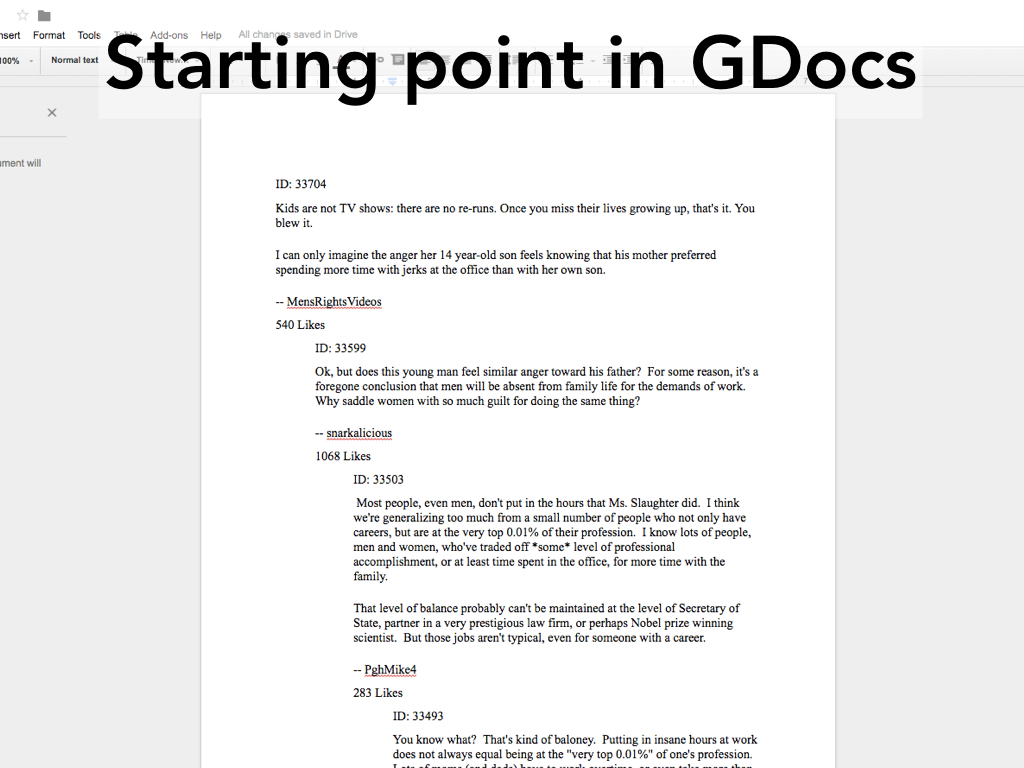 nsert Format Tools Table Add-ons Help All changes saved in Drive
100% Normal text
Starting point in GDocs
ment will
ID: 33704
Kids are not TV shows: there are no re-runs. Once you miss their lives growing up, that's it. You
blew it.
I can only imagine the anger her 14 year-old son feels knowing that his mother preferred
spending more time with jerks at the office than with her own son.
-- MensRightsVideos
540 Likes
ID: 33599
Ok, but does this young man feel similar anger toward his father?  For some reason, it's a
foregone conclusion that men will be absent from family life for the demands of work.
Why saddle women with so much guilt for doing the same thing?
-- snarkalicious
1068 Likes
ID: 33503
Most people, even men, don't put in the hours that Ms. Slaughter did.  I think
we're generalizing too much from a small number of people who not only have
careers, but are at the very top 0.01% of their profession.  I know lots of people,
men and women, who've traded off *some* level of professional
accomplishment, or at least time spent in the office, for more time with the
family.
That level of balance probably can't be maintained at the level of Secretary of
State, partner in a very prestigious law firm, or perhaps Nobel prize winning
scientist.  But those jobs aren't typical, even for someone with a career.
-- PghMike4
283 Likes
ID: 33493
You know what?  That's kind of baloney.  Putting in insane hours at work
does not always equal being at the "very top 0.01%" of one's profession.